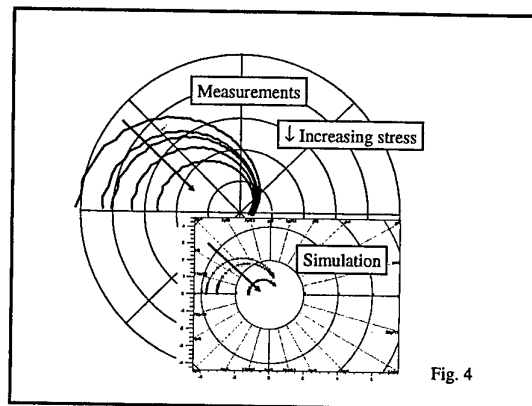 Measurements
↓ Increasing stress
Simulation
Fig. 4